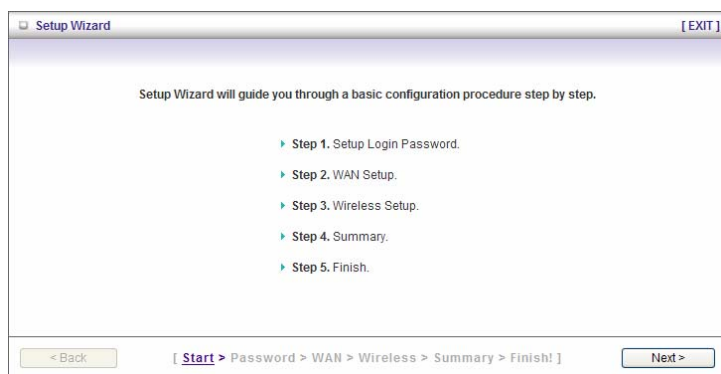 Setup Wizard [ EXIT ]
Setup Wizard will guide you through a basic configuration procedure step by step.
Step 1. Setup Login Password.
Step 2. WAN Setup.
Step 3. Wireless Setup.
Step 4. Summary.
Step 5. Finish.
< Back [ Start > Password > WAN > Wireless > Summary > Finish! ] Next >